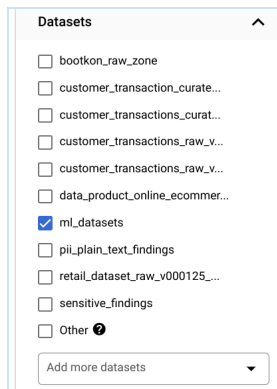 Datasets
bootkon_raw_zone
customer_transaction_curate...
customer_transactions_curat...
customer_transactions_raw_v...
customer_transactions_raw_v...
data_product_online_ecommer...
ml_datasets
pii_plain_text_findings
retail_dataset_raw_v000125_...
sensitive_findings
Other ?
Add more datasets